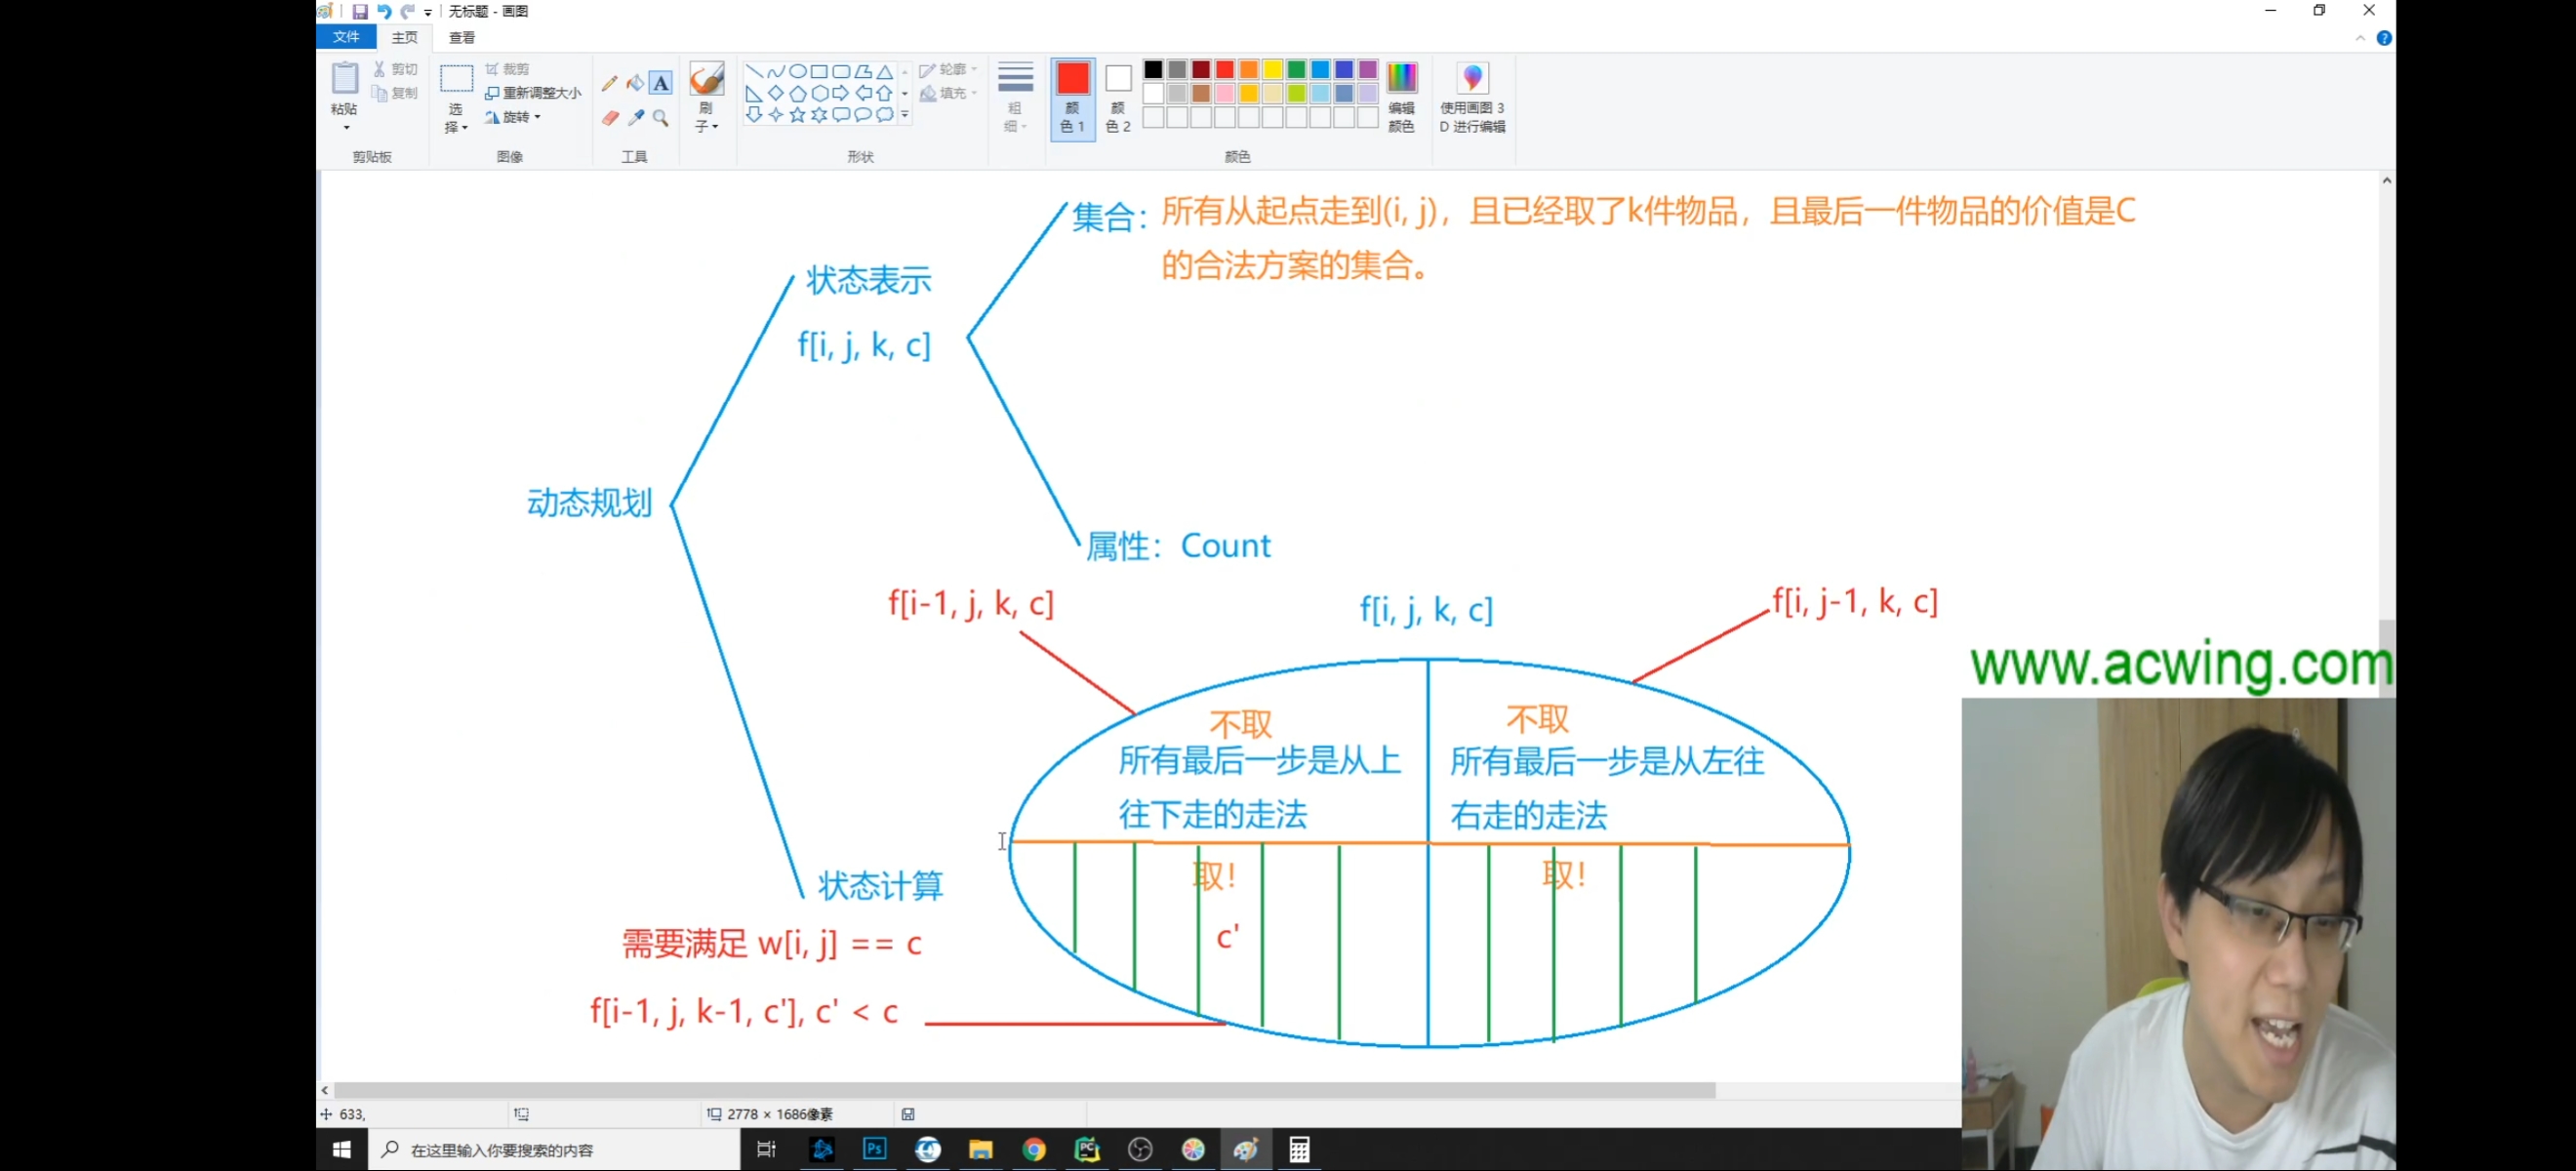 无标题 - 画图
文件 主页 查看
粘贴
剪切
复制
剪贴板
选择
裁剪
重新调整大小
旋转
图像
A
工具
刷子
形状
轮廓
填充
粗细
颜色 1
颜色 2
颜色
编辑颜色
使用画图 3
D 进行编辑
集合：所有从起点走到(i, j)，且已经取了k件物品，且最后一件物品的价值是C
的合法方案的集合。
状态表示
f[i, j, k, c]
动态规划
属性：Count
f[i-1, j, k, c]
f[i, j, k, c]
f[i, j-1, k, c]
www.acwing.com
不取
不取
所有最后一步是从上
往下走的走法
所有最后一步是从左往
右走的走法
取！
取！
c'
状态计算
需要满足 w[i, j] == c
f[i-1, j, k-1, c'], c' < c
633,
2778 × 1686像素
在这里输入你要搜索的内容
Ps
PC